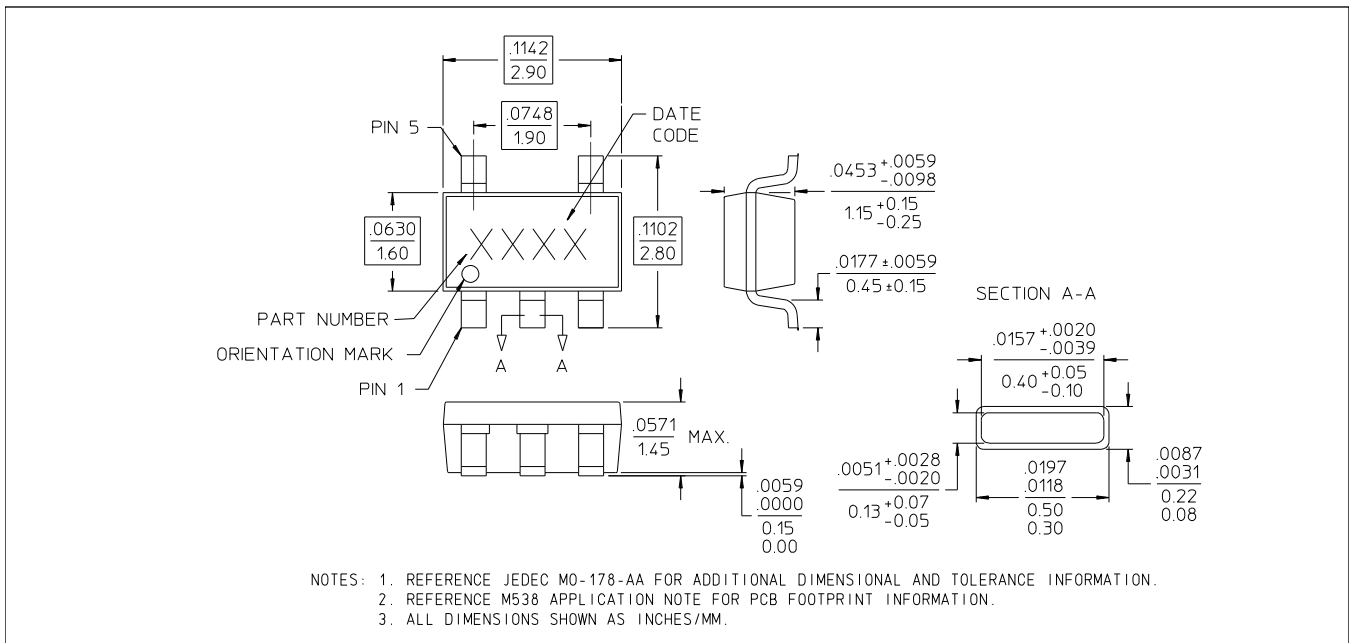 .1142
2.90
.0748
1.90
DATE
CODE
PIN 5
.0630
1.60
XXXX
.1102
2.80
PART NUMBER
ORIENTATION MARK
PIN 1
A A
.0453 +.0059
-.0098
1.15 +0.15
-0.25
.0177 ±.0059
0.45 ±0.15
SECTION A-A
.0157 +.0020
-.0039
0.40 +0.05
-0.10
.0571
1.45
MAX.
.0059
.0000
0.15
0.00
.0051 +.0028
-.0020
0.13 +0.07
-0.05
.0197
.0118
0.50
0.30
.0087
.0031
0.22
0.08
NOTES: 1. REFERENCE JEDEC MO-178-AA FOR ADDITIONAL DIMENSIONAL AND TOLERANCE INFORMATION.
2. REFERENCE M538 APPLICATION NOTE FOR PCB FOOTPRINT INFORMATION.
3. ALL DIMENSIONS SHOWN AS INCHES/MM.